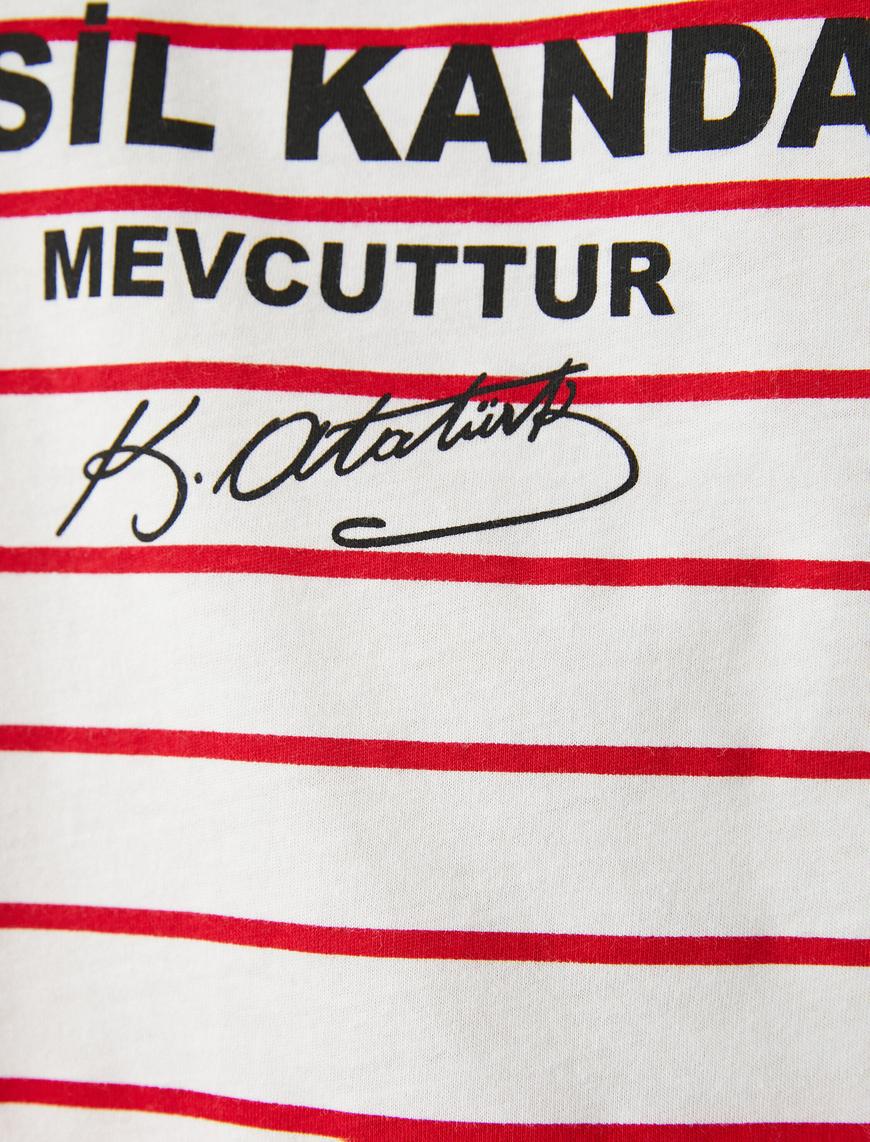 SİL KANDA
MEVCUTTUR
K. Atatürk